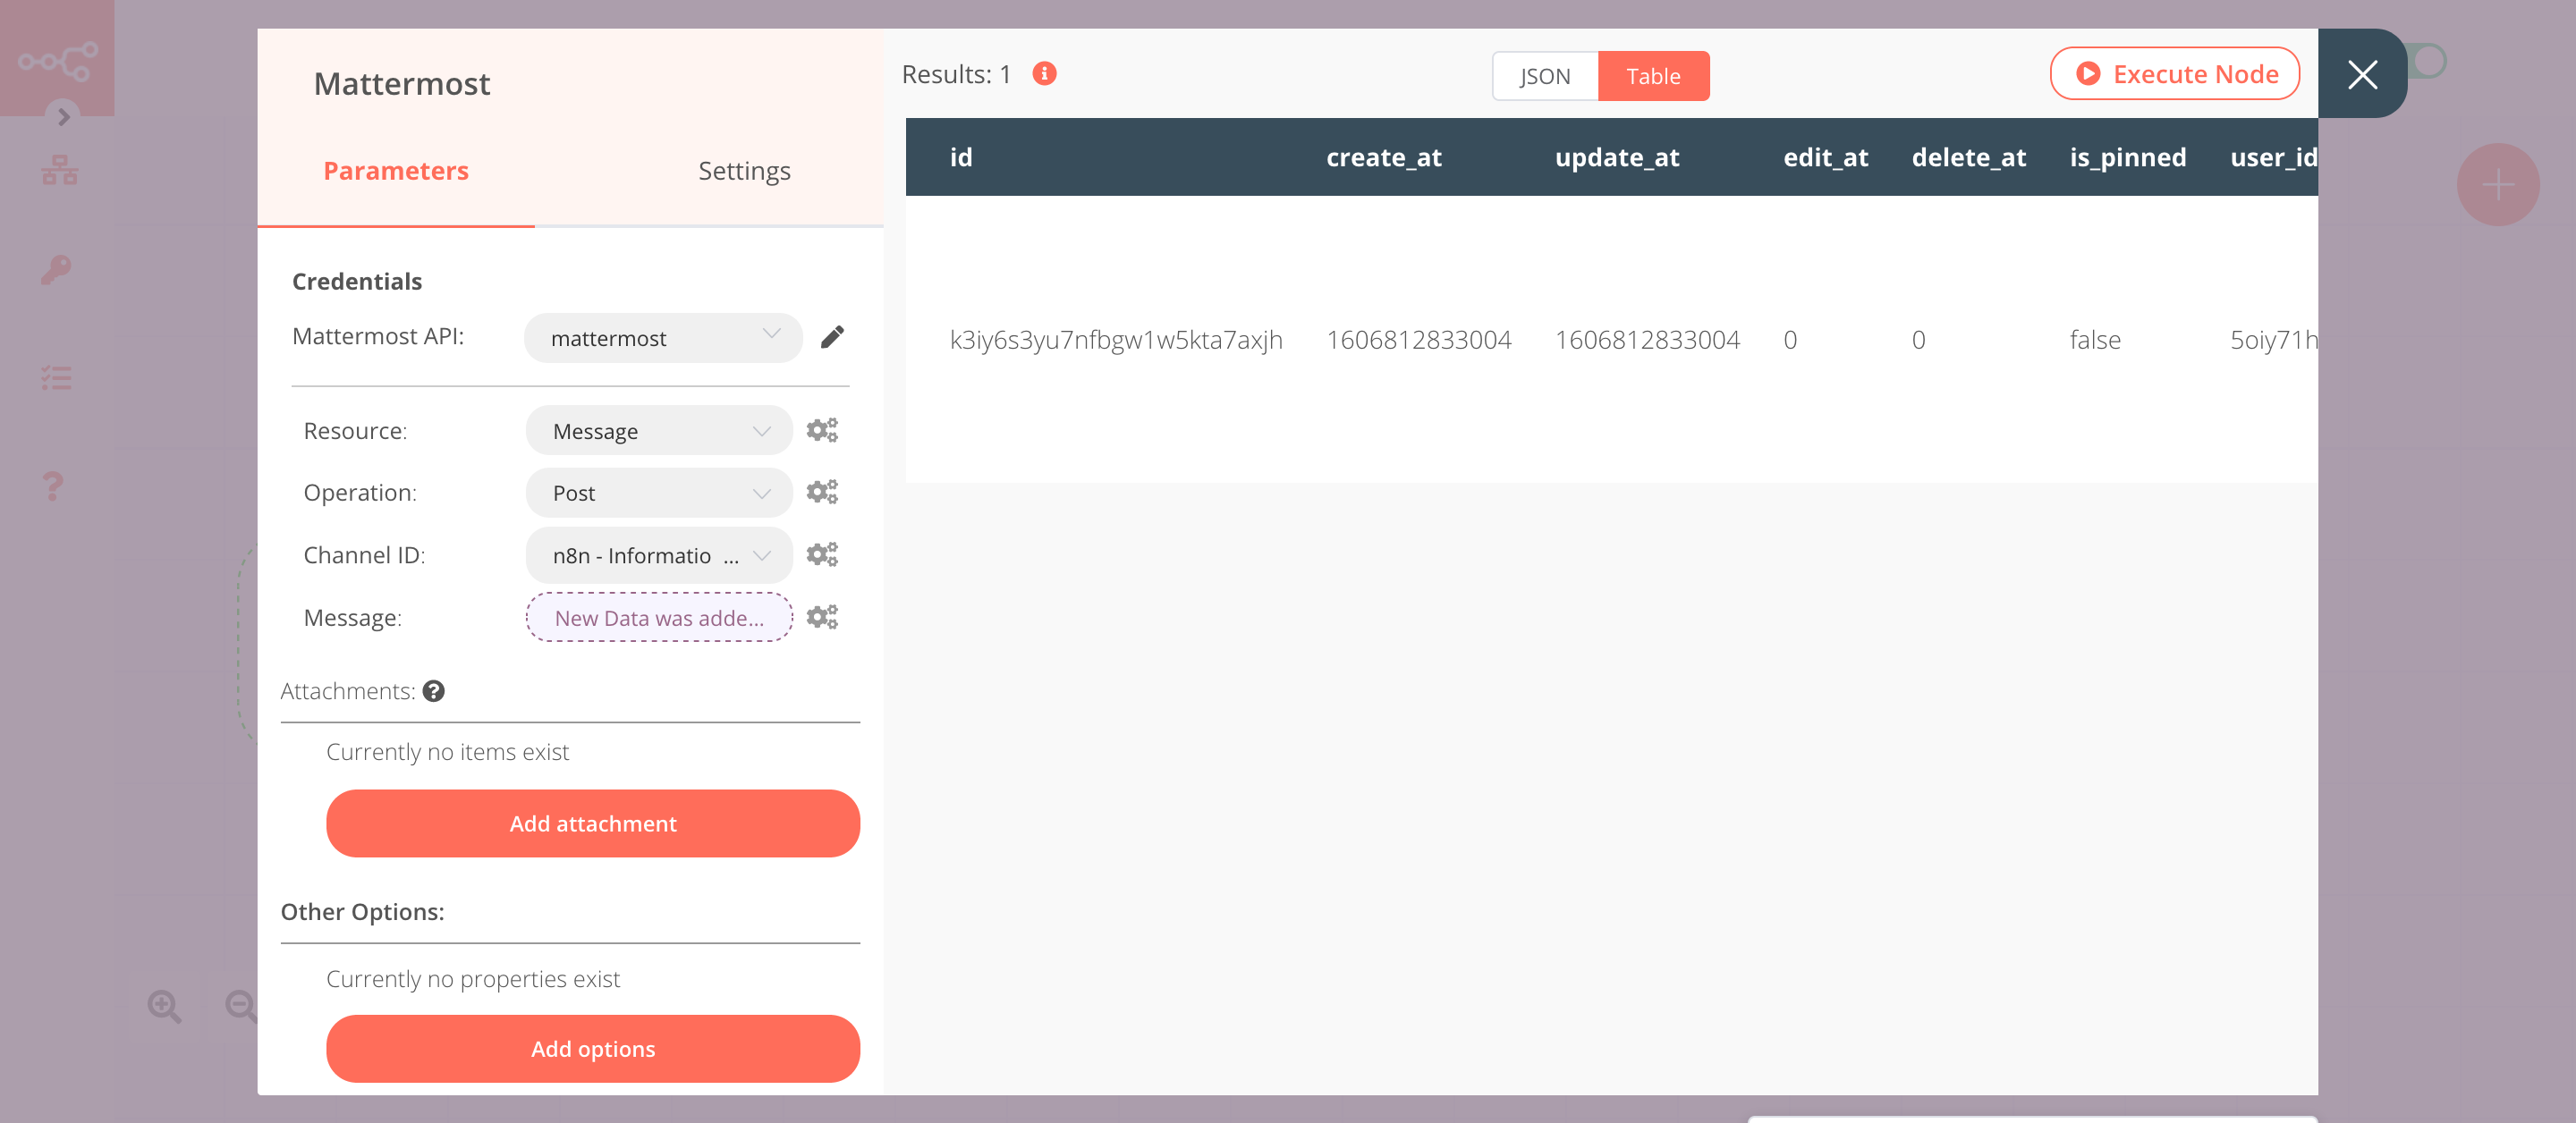 Mattermost
Parameters
Settings
Credentials
Mattermost API:
mattermost
Resource:
Message
Operation:
Post
Channel ID:
n8n - Informatio ...
Message:
New Data was adde...
Attachments:
Currently no items exist
Add attachment
Other Options:
Currently no properties exist
Add options
Results: 1
JSON
Table
Execute Node
id create_at update_at edit_at delete_at is_pinned user_id
k3iy6s3yu7nfbgw1w5kta7axjh 1606812833004 1606812833004 0 0 false 5oiy71h